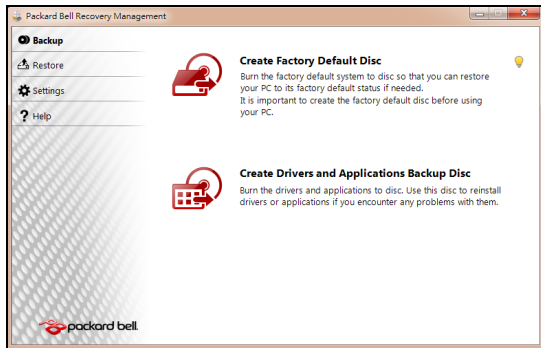 Packard Bell Recovery Management
Backup
Restore
Settings
? Help
Create Factory Default Disc
Burn the factory default system to disc so that you can restore
your PC to its factory default status if needed.
It is important to create the factory default disc before using
your PC.
Create Drivers and Applications Backup Disc
Burn the drivers and applications to disc. Use this disc to reinstall
drivers or applications if you encounter any problems with them.
packard bell